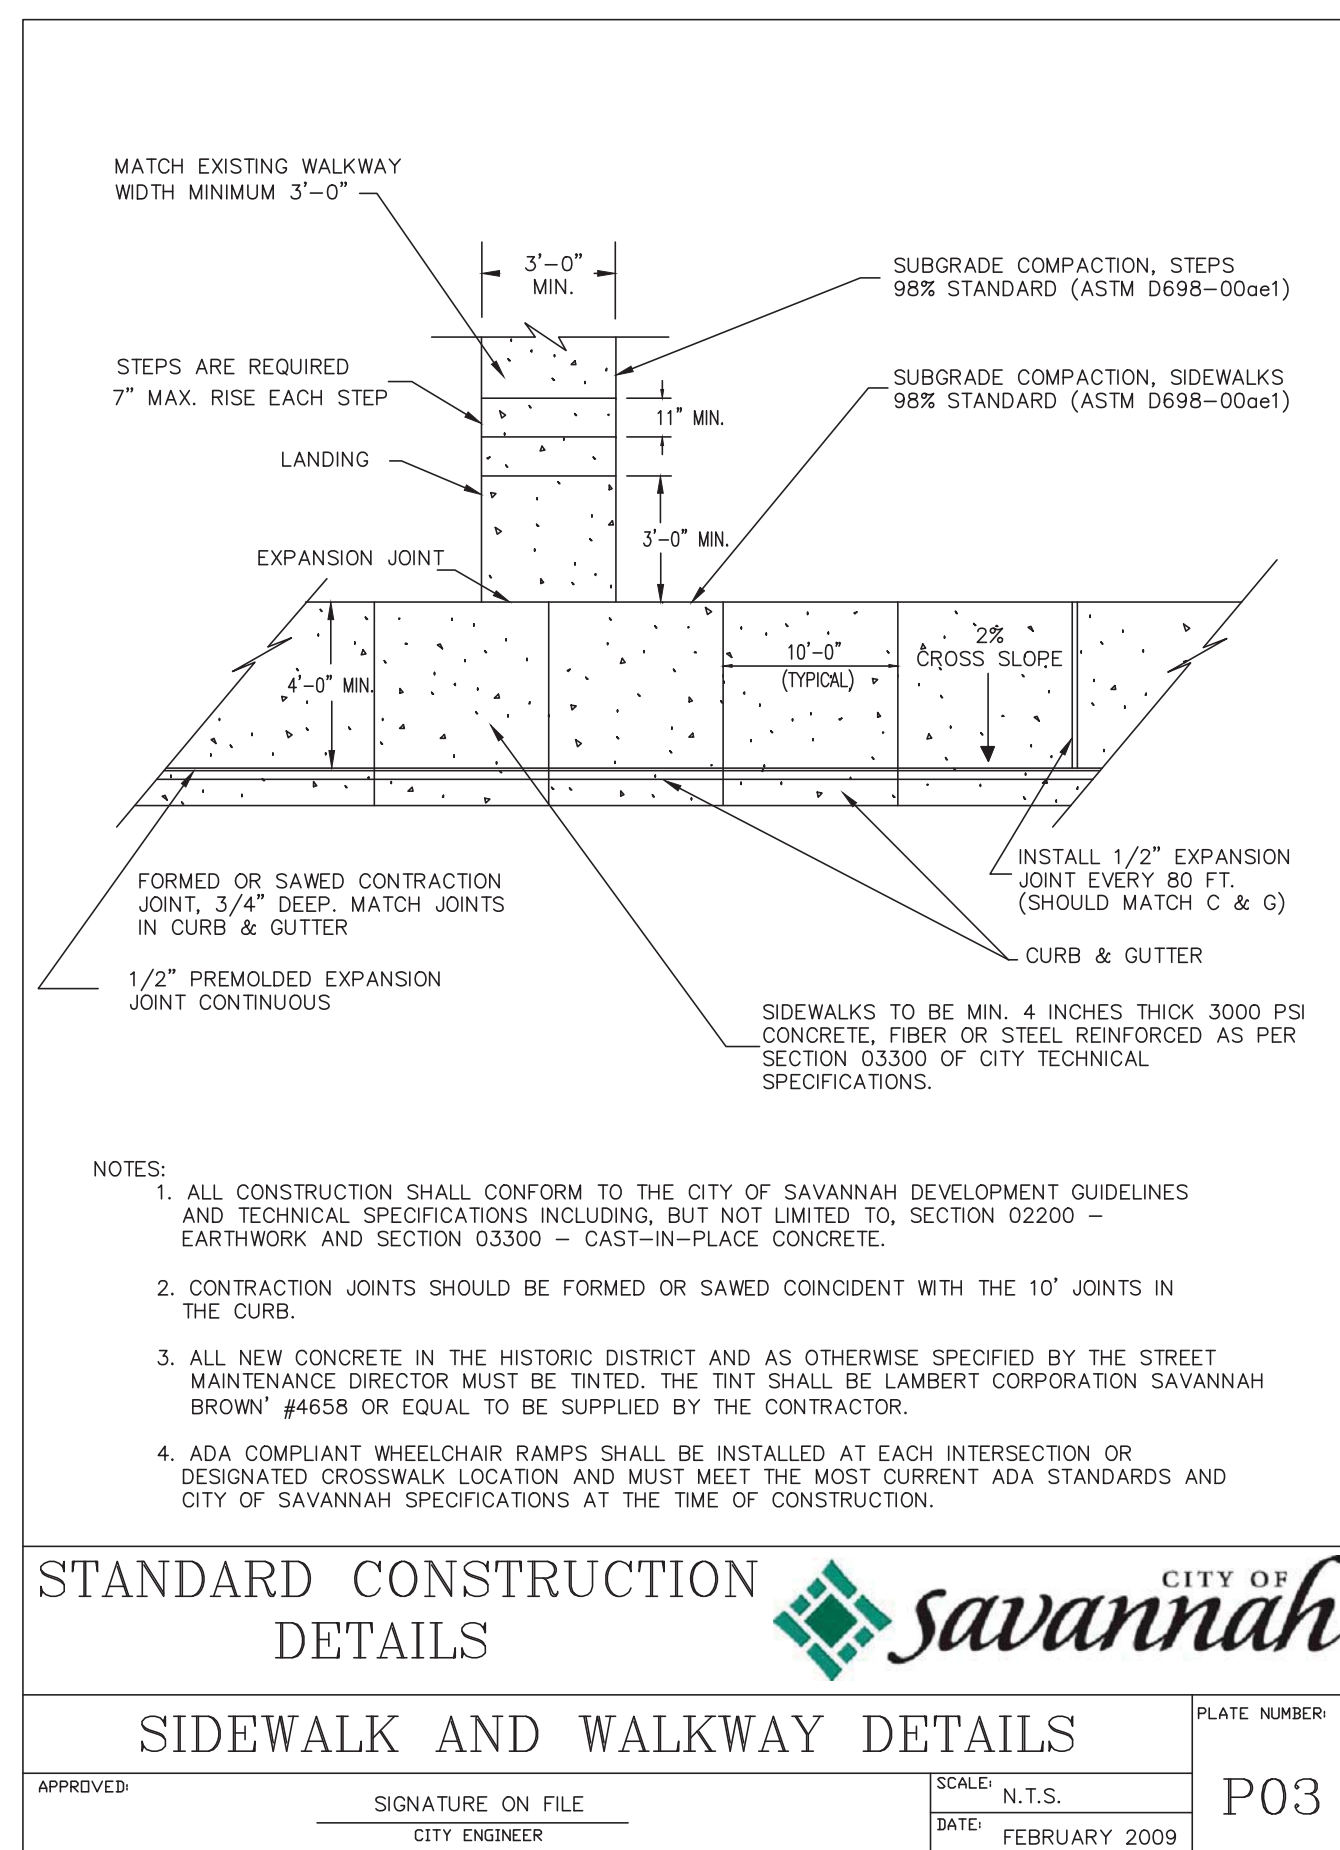 MATCH EXISTING WALKWAY
WIDTH MINIMUM 3'-0"
3'-0"
MIN.
SUBGRADE COMPACTION, STEPS
98% STANDARD (ASTM D698-00ae1)
STEPS ARE REQUIRED
7" MAX. RISE EACH STEP
SUBGRADE COMPACTION, SIDEWALKS
98% STANDARD (ASTM D698-00ae1)
11" MIN.
LANDING
3'-0" MIN.
EXPANSION JOINT
4'-0" MIN.
10'-0"
(TYPICAL)
2%
CROSS SLOPE
FORMED OR SAWED CONTRACTION
JOINT, 3/4" DEEP. MATCH JOINTS
IN CURB & GUTTER
1/2" PREMOLDED EXPANSION
JOINT CONTINUOUS
INSTALL 1/2" EXPANSION
JOINT EVERY 80 FT.
(SHOULD MATCH C & G)
CURB & GUTTER
SIDEWALKS TO BE MIN. 4 INCHES THICK 3000 PSI
CONCRETE, FIBER OR STEEL REINFORCED AS PER
SECTION 03300 OF CITY TECHNICAL
SPECIFICATIONS.
NOTES:
1. ALL CONSTRUCTION SHALL CONFORM TO THE CITY OF SAVANNAH DEVELOPMENT GUIDELINES
AND TECHNICAL SPECIFICATIONS INCLUDING, BUT NOT LIMITED TO, SECTION 02200 -
EARTHWORK AND SECTION 03300 - CAST-IN-PLACE CONCRETE.
2. CONTRACTION JOINTS SHOULD BE FORMED OR SAWED COINCIDENT WITH THE 10' JOINTS IN
THE CURB.
3. ALL NEW CONCRETE IN THE HISTORIC DISTRICT AND AS OTHERWISE SPECIFIED BY THE STREET
MAINTENANCE DIRECTOR MUST BE TINTED. THE TINT SHALL BE LAMBERT CORPORATION SAVANNAH
BROWN' #4658 OR EQUAL TO BE SUPPLIED BY THE CONTRACTOR.
4. ADA COMPLIANT WHEELCHAIR RAMPS SHALL BE INSTALLED AT EACH INTERSECTION OR
DESIGNATED CROSSWALK LOCATION AND MUST MEET THE MOST CURRENT ADA STANDARDS AND
CITY OF SAVANNAH SPECIFICATIONS AT THE TIME OF CONSTRUCTION.
STANDARD CONSTRUCTION
DETAILS
CITY OF
savannah
SIDEWALK AND WALKWAY DETAILS
PLATE NUMBER:
P03
APPROVED:
SIGNATURE ON FILE
CITY ENGINEER
SCALE: N.T.S.
DATE: FEBRUARY 2009